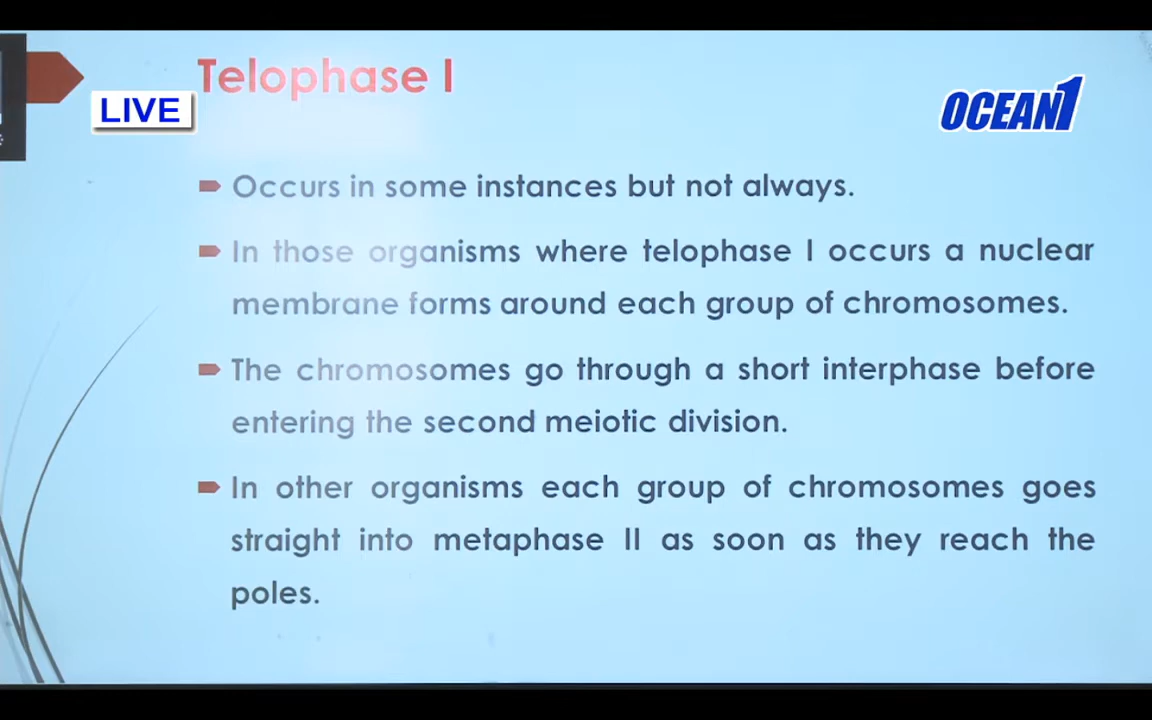 Telophase I
LIVE
OCEAN1
Occurs in some instances but not always.
In those organisms where telophase I occurs a nuclear
membrane forms around each group of chromosomes.
The chromosomes go through a short interphase before
entering the second meiotic division.
In other organisms each group of chromosomes goes
straight into metaphase II as soon as they reach the
poles.